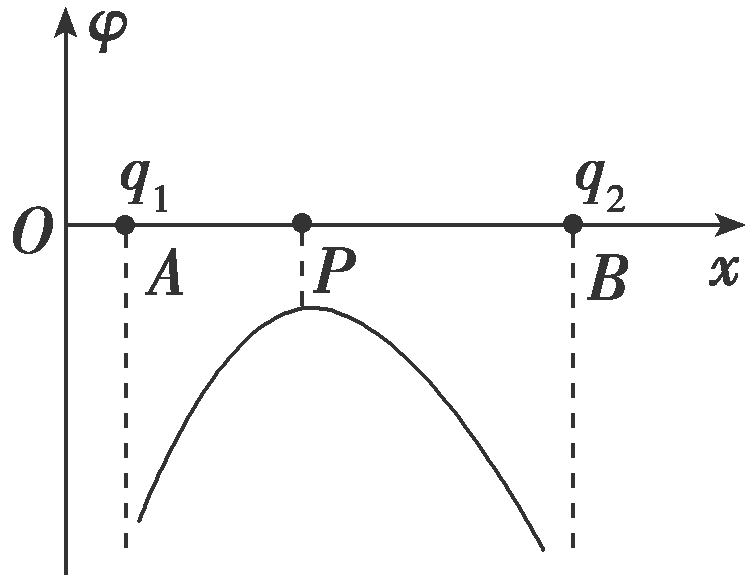 φ
q₁ q₂
O A P B x